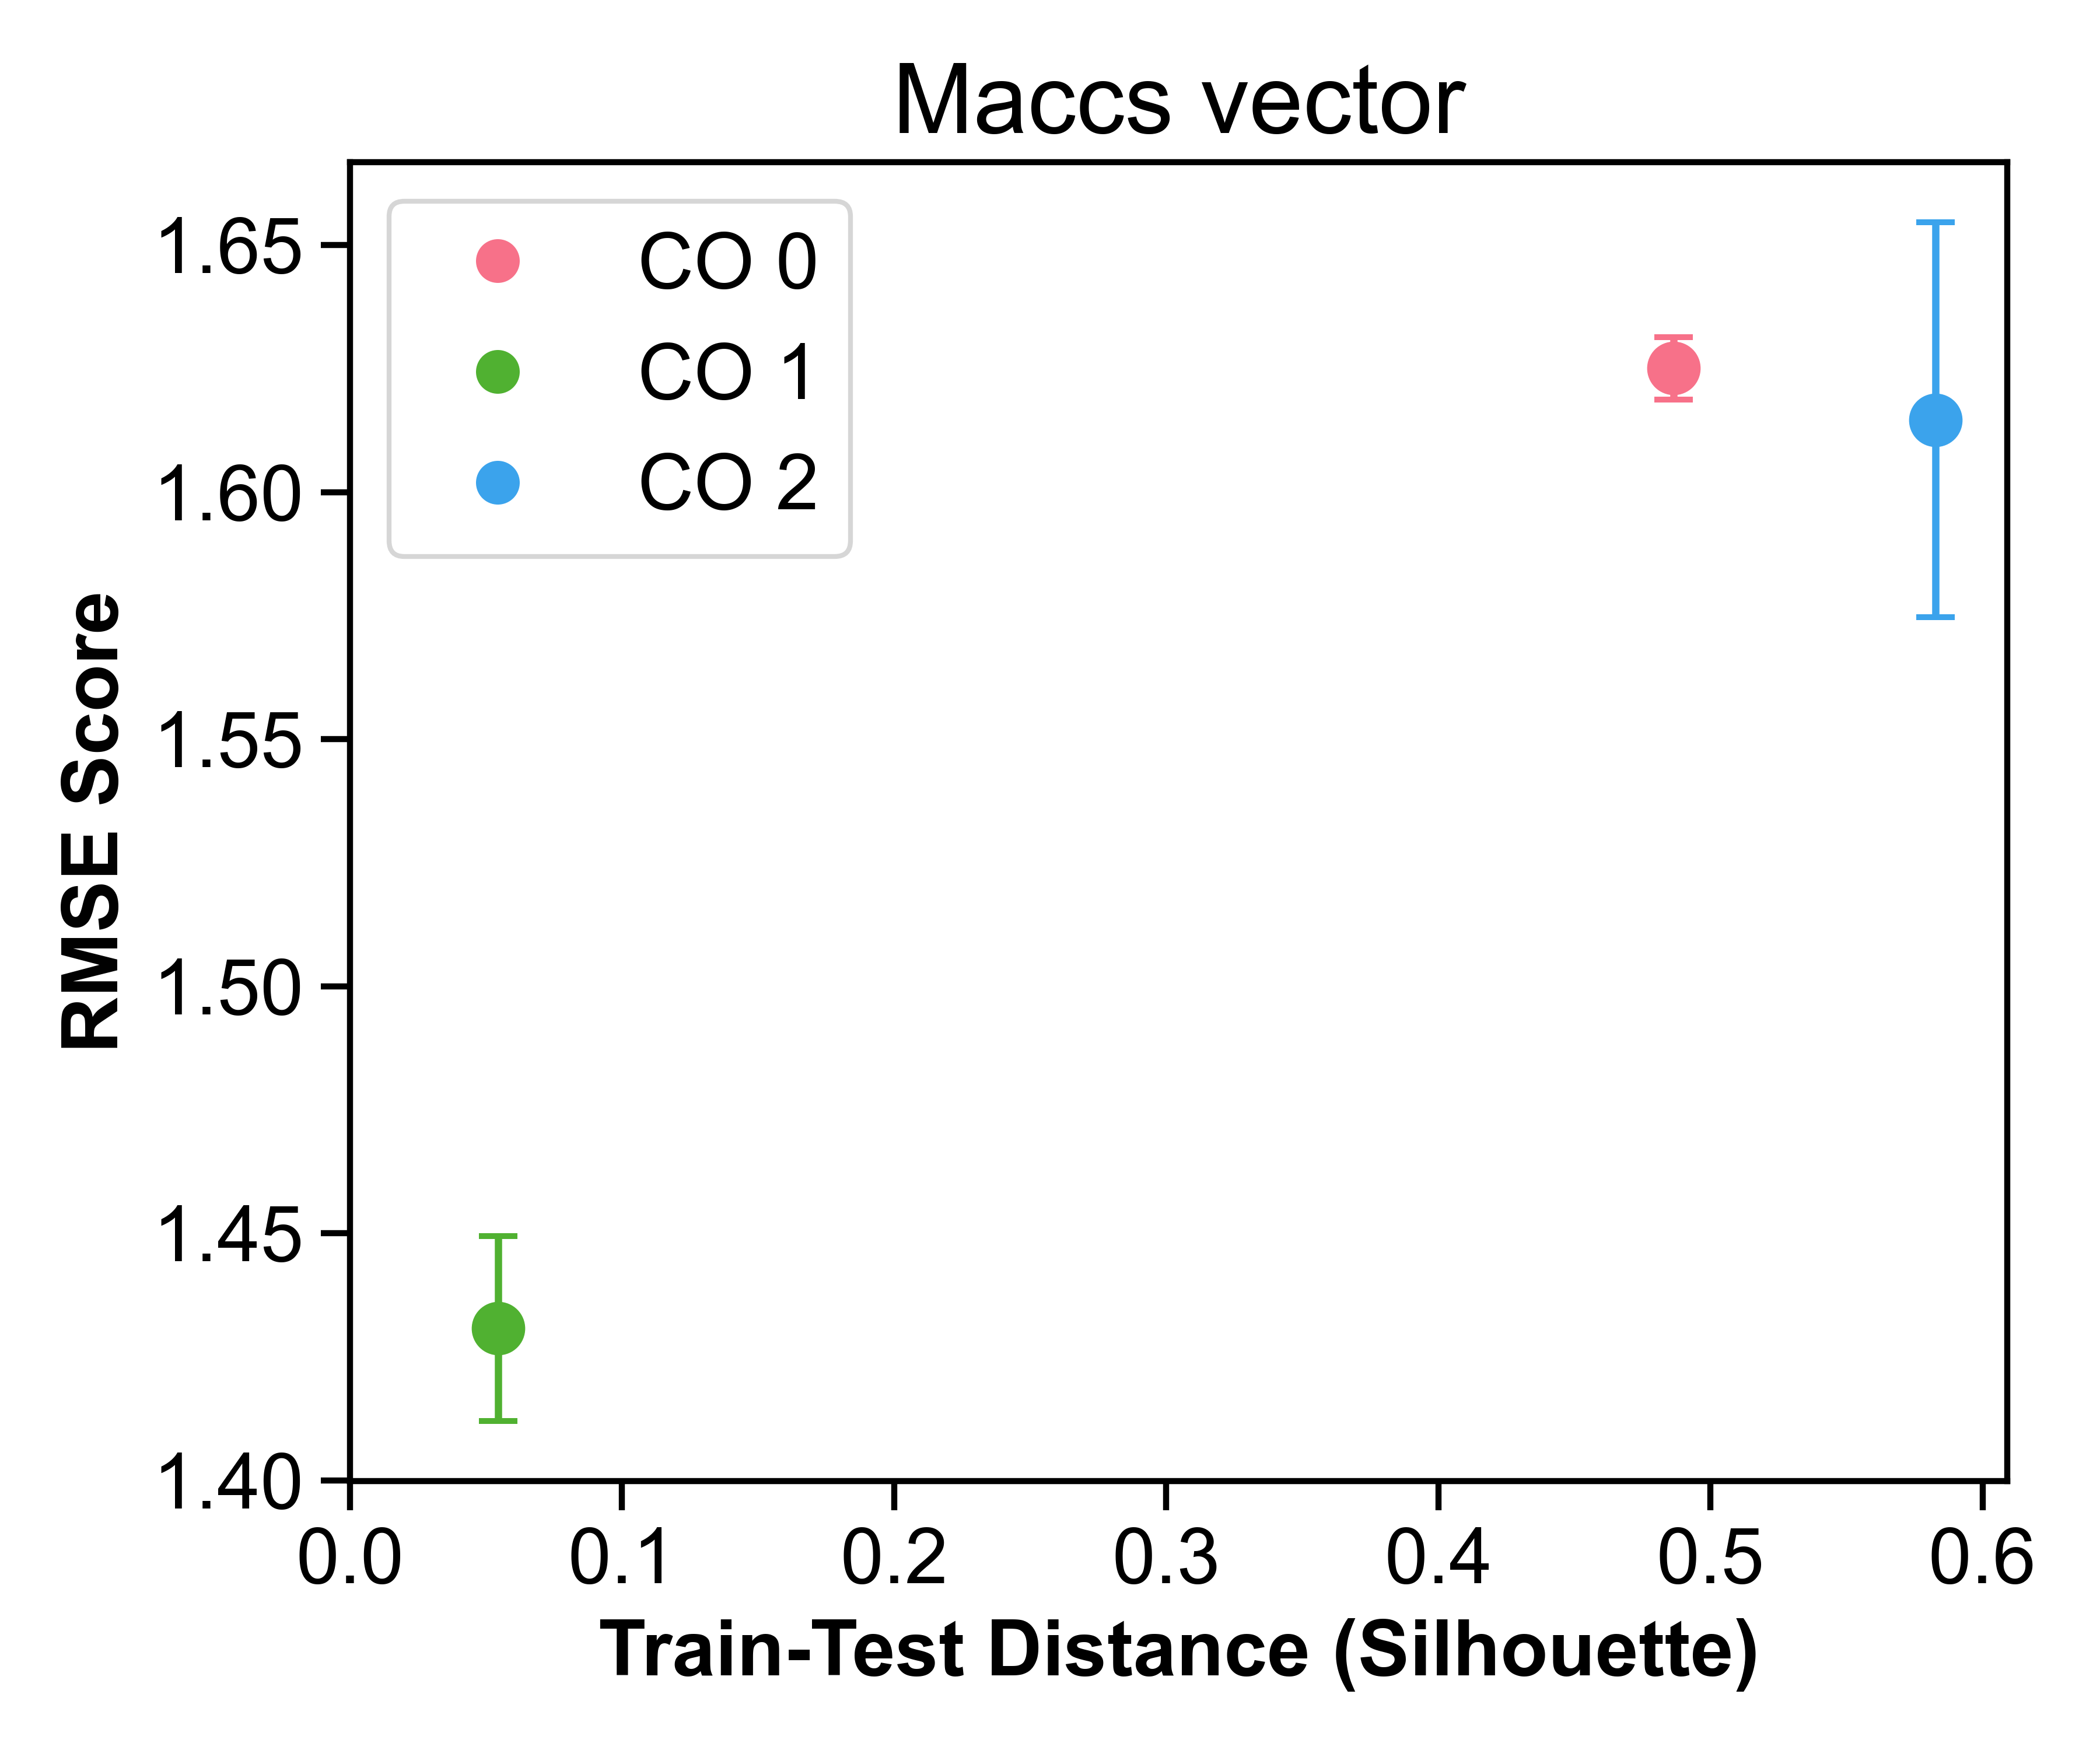 Maccs vector
CO 0
CO 1
CO 2
RMSE Score
1.65
1.60
1.55
1.50
1.45
1.40
0.0 0.1 0.2 0.3 0.4 0.5 0.6
Train-Test Distance (Silhouette)